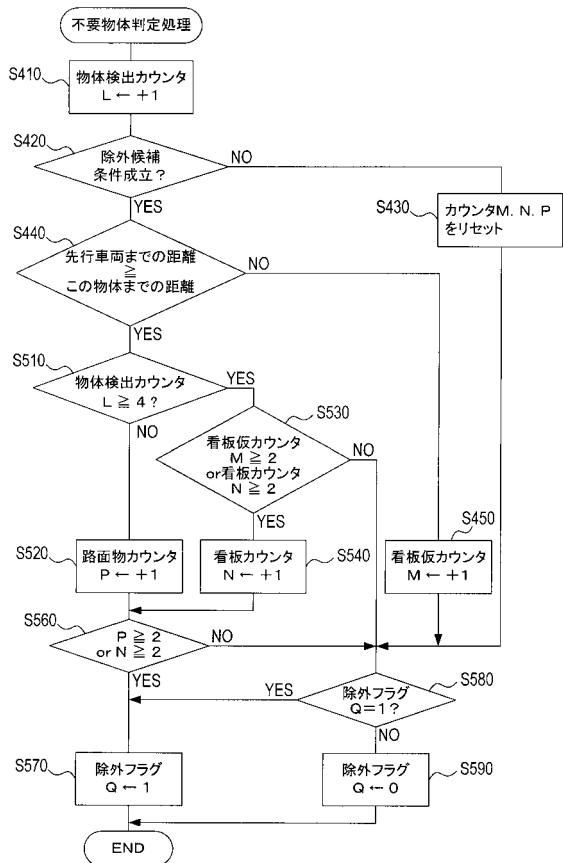 不要物体判定処理
S410
物体検出カウンタ
L ← +1
S420
除外候補
条件成立?
NO
YES
S430
カウンタM. N. P
をリセット
S440
先行車両までの距離
≧
この物体までの距離
NO
YES
S510
物体検出カウンタ
L ≧ 4?
YES
NO
S530
看板仮カウンタ
M ≧ 2
or看板カウンタ
N ≧ 2
NO
YES
S450
看板仮カウンタ
M ← +1
S520
路面物カウンタ
P ← +1
S540
看板カウンタ
N ← +1
S560
P ≧ 2
or N ≧ 2
NO
YES
S580
除外フラグ
Q=1?
YES
NO
S570
除外フラグ
Q ← 1
S590
除外フラグ
Q ← 0
END